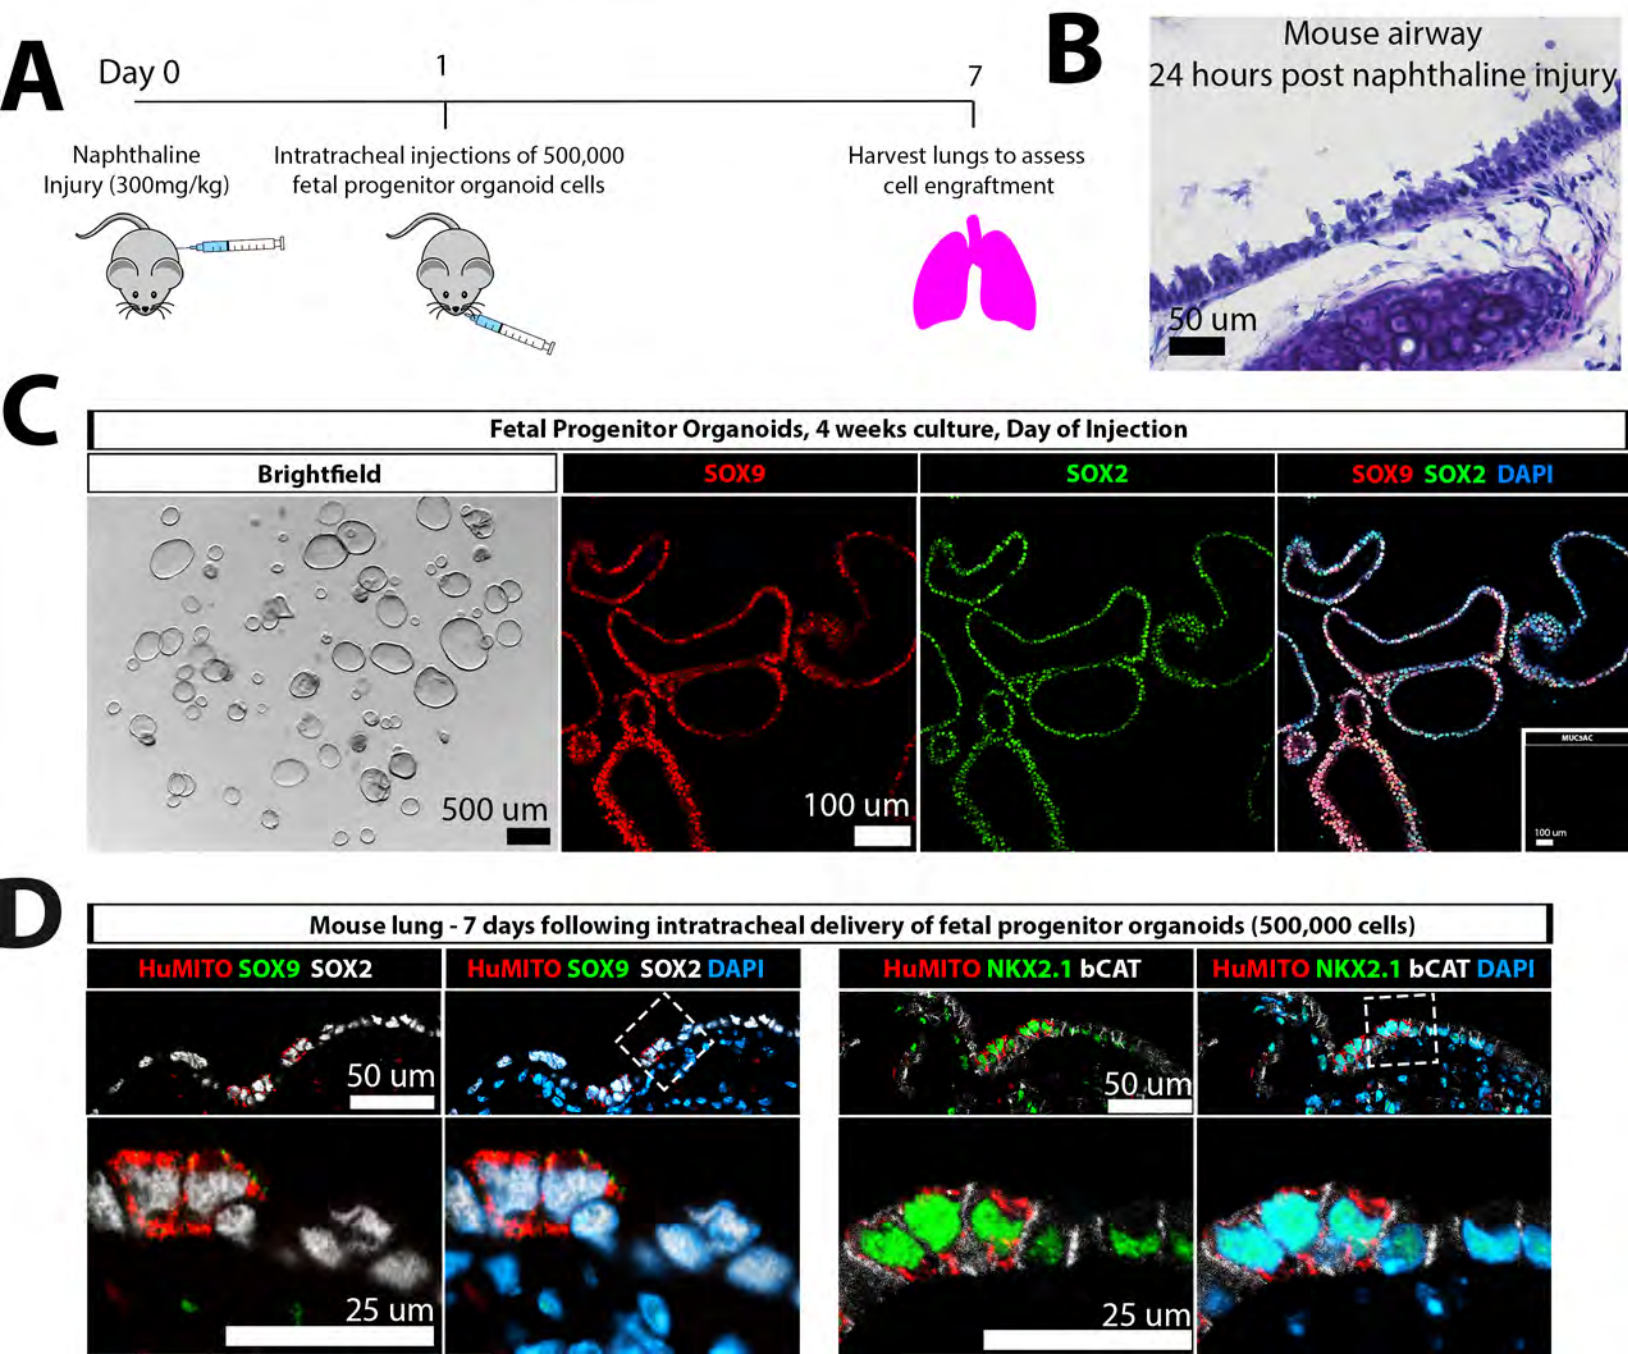 A
Day 0
1
7
Naphthaline
Injury (300mg/kg)
Intratracheal injections of 500,000
fetal progenitor organoid cells
Harvest lungs to assess
cell engraftment
B
Mouse airway
24 hours post naphthaline injury
50 um
C
Fetal Progenitor Organoids, 4 weeks culture, Day of Injection
Brightfield
SOX9
SOX2
SOX9 SOX2 DAPI
500 um
100 um
MUC5AC
100 um
D
Mouse lung - 7 days following intratracheal delivery of fetal progenitor organoids (500,000 cells)
HuMITO SOX9 SOX2
HuMITO SOX9 SOX2 DAPI
HuMITO NKX2.1 bCAT
HuMITO NKX2.1 bCAT DAPI
50 um
50 um
25 um
25 um